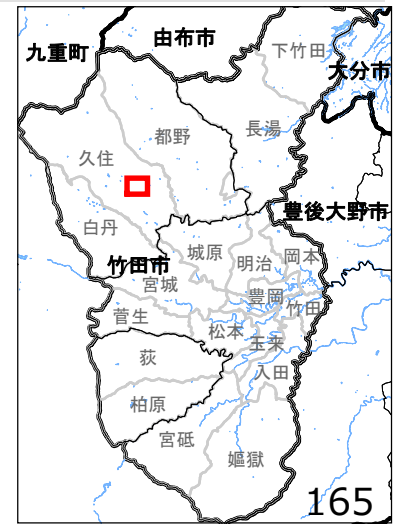 由布市
九重町
下竹田
大分市
長湯
都野
久住
白丹
豊後大野市
城原
岡本
明治
竹田市
宮城
豊岡
竹田
菅生
松本
玉来
荻
入田
柏原
宮砥
嫗獄
165